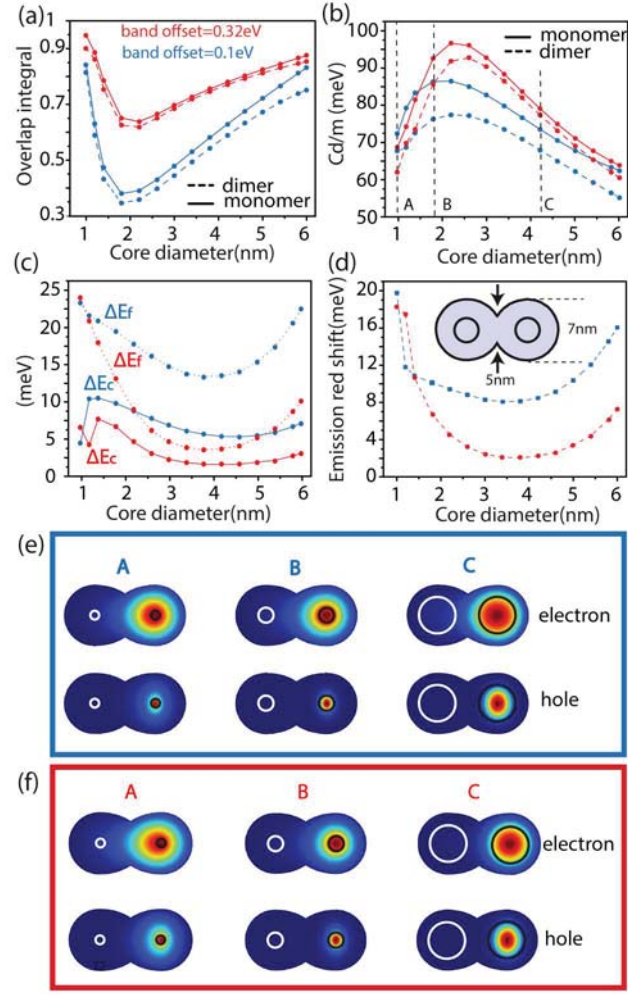 (a)
band offset=0.32eV
band offset=0.1eV
Overlap integral
1.1
0.9
0.7
0.5
0.3
dimer
monomer
1 2 3 4 5 6
Core diameter(nm)
(b)
monomer
dimer
Cd/m (meV)
100
90
80
70
60
50
A B C
1 2 3 4 5 6
Core diameter(nm)
(c)
(meV)
25
20
15
10
5
0
ΔEf
ΔEf
ΔEc
ΔEc
1 2 3 4 5 6
Core diameter(nm)
(d)
Emission red shift(meV)
20
16
12
8
4
0
7nm
5nm
1 2 3 4 5 6
Core diameter(nm)
(e)
A B C
electron
hole
(f)
A B C
electron
hole